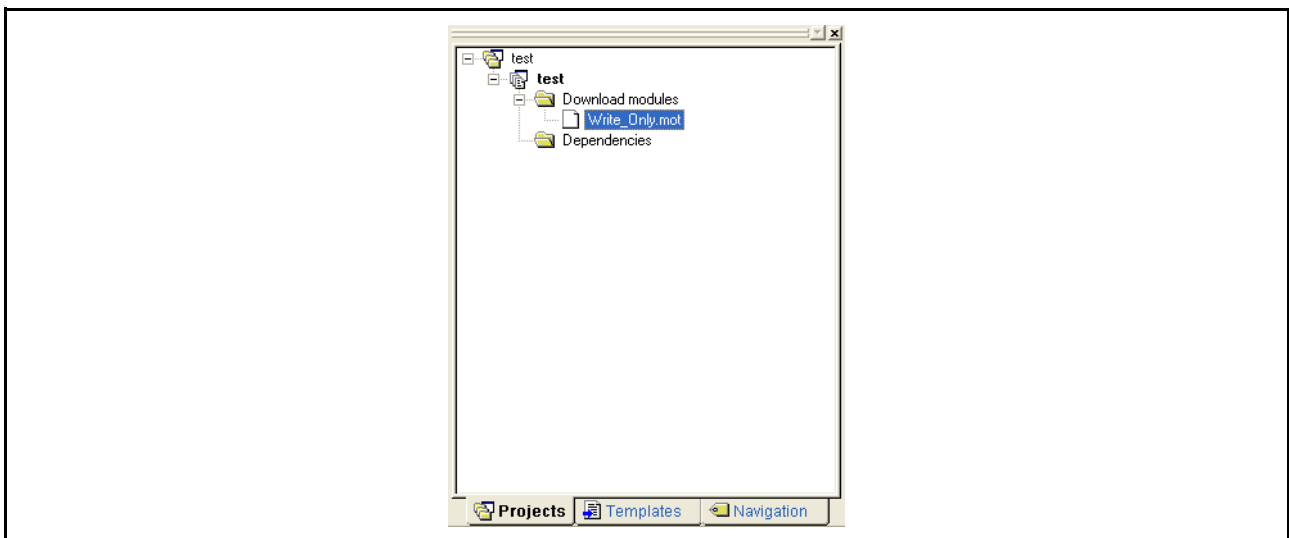 test
test
Download modules
Write_Only.mot
Dependencies
Projects Templates Navigation